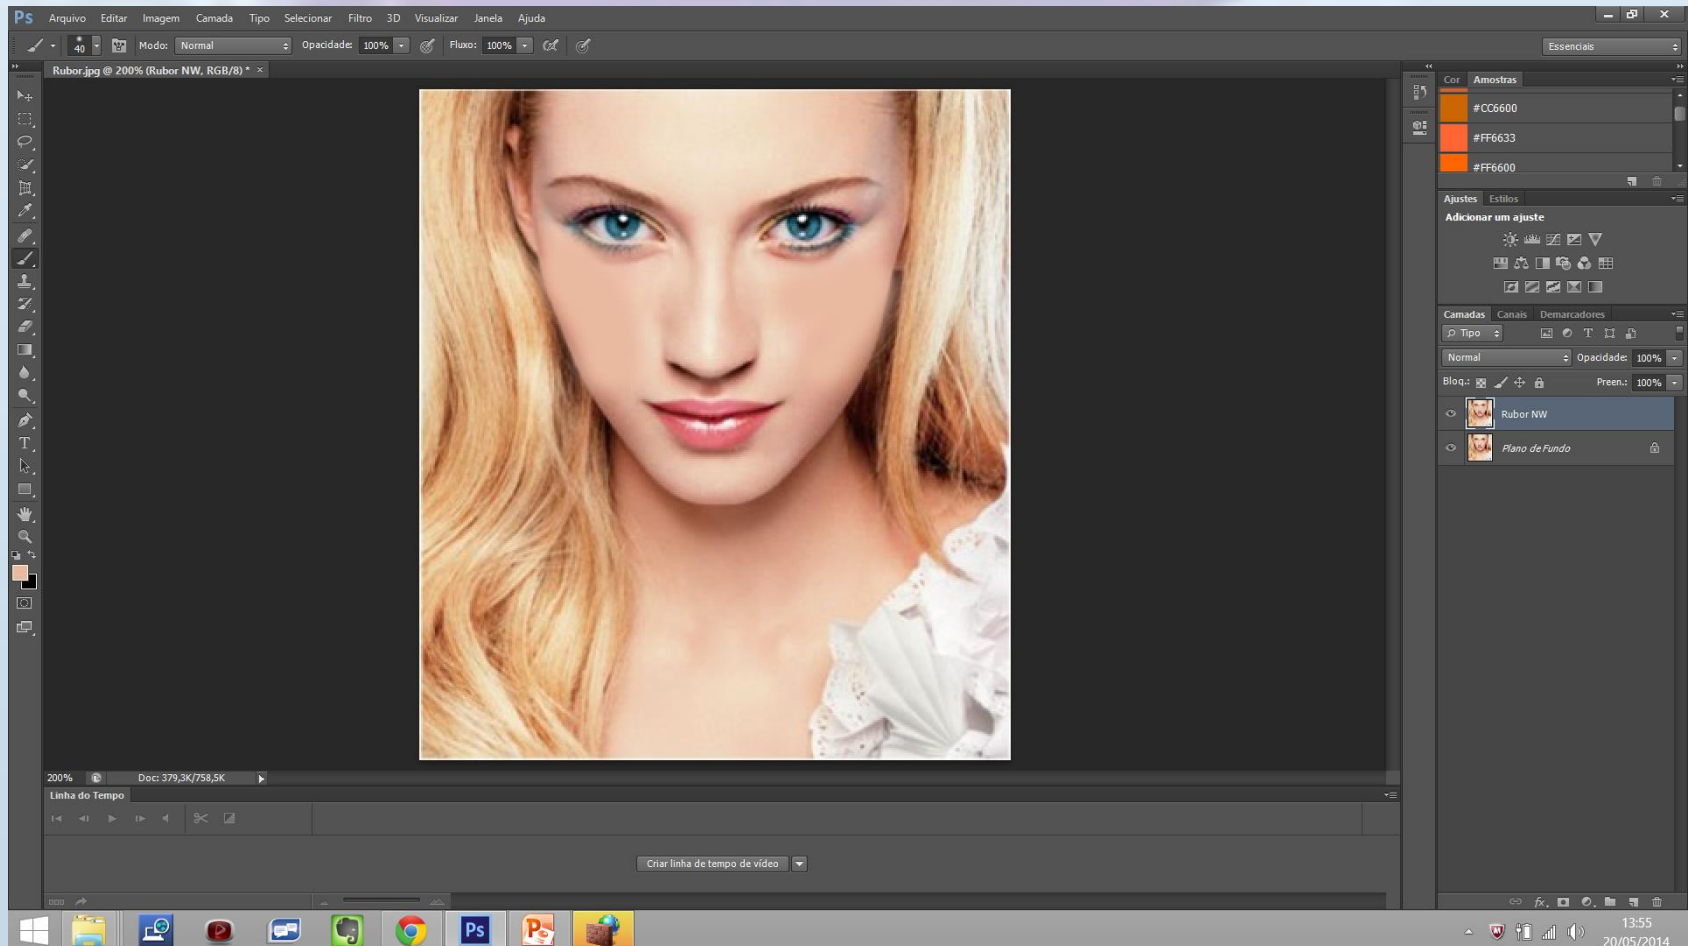 Ps Arquivo Editar Imagem Camada Tipo Selecionar Filtro 3D Visualizar Janela Ajuda
40 Modo: Normal Opacidade: 100% Fluxo: 100% Essenciais
Rubor.jpg @ 200% (Rubor NW, RGB/8) * ×
Cor Amostras
#CC6600
#FF6633
#FF6600
Ajustes Estilos
Adicionar um ajuste
Camadas Canais Demarcadores
Tipo
Normal Opacidade: 100%
Bloq.: Preen.: 100%
Rubor NW
Plano de Fundo
200% Doc: 379,3K/758,5K
Linha do Tempo
Criar linha de tempo de vídeo
fx
Ps
13:55
20/05/2014